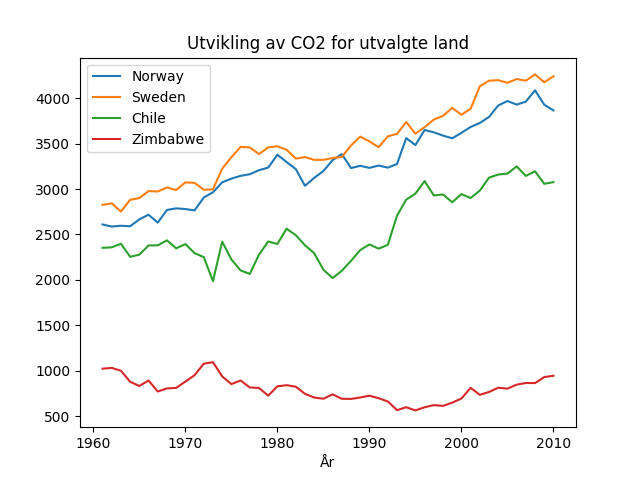 Utvikling av CO2 for utvalgte land
Norway
Sweden
Chile
Zimbabwe
4000
3500
3000
2500
2000
1500
1000
500
1960 1970 1980 1990 2000 2010
År